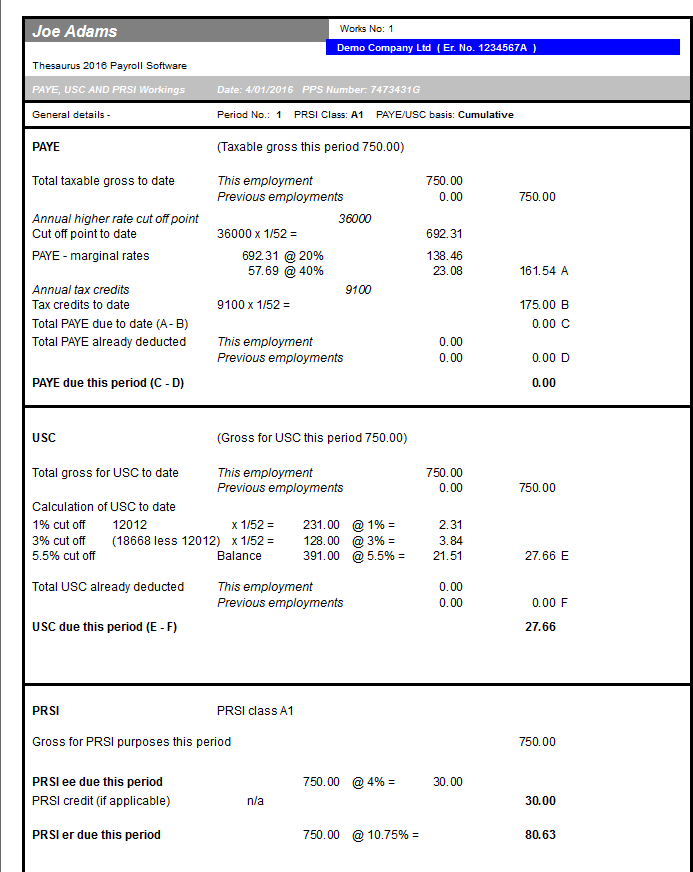 Joe Adams Works No: 1
Demo Company Ltd ( Er. No. 1234567A )
Thesaurus 2016 Payroll Software
PAYE, USC AND PRSI Workings Date: 4/01/2016 PPS Number: 7473431G
General details - Period No.: 1 PRSI Class: A1 PAYE/USC basis: Cumulative
PAYE (Taxable gross this period 750.00)
Total taxable gross to date This employment 750.00
Previous employments 0.00 750.00
Annual higher rate cut off point 36000
Cut off point to date 36000 x 1/52 = 692.31
PAYE - marginal rates 692.31 @ 20% 138.46
57.69 @ 40% 23.08 161.54 A
Annual tax credits 9100
Tax credits to date 9100 x 1/52 = 175.00 B
Total PAYE due to date (A - B) 0.00 C
Total PAYE already deducted This employment 0.00
Previous employments 0.00 0.00 D
PAYE due this period (C - D) 0.00
USC (Gross for USC this period 750.00)
Total gross for USC to date This employment 750.00
Previous employments 0.00 750.00
Calculation of USC to date
1% cut off 12012 x 1/52 = 231.00 @ 1% = 2.31
3% cut off (18668 less 12012) x 1/52 = 128.00 @ 3% = 3.84
5.5% cut off Balance 391.00 @ 5.5% = 21.51 27.66 E
Total USC already deducted This employment 0.00
Previous employments 0.00 0.00 F
USC due this period (E - F) 27.66
PRSI PRSI class A1
Gross for PRSI purposes this period 750.00
PRSI ee due this period 750.00 @ 4% = 30.00
PRSI credit (if applicable) n/a 30.00
PRSI er due this period 750.00 @ 10.75% = 80.63